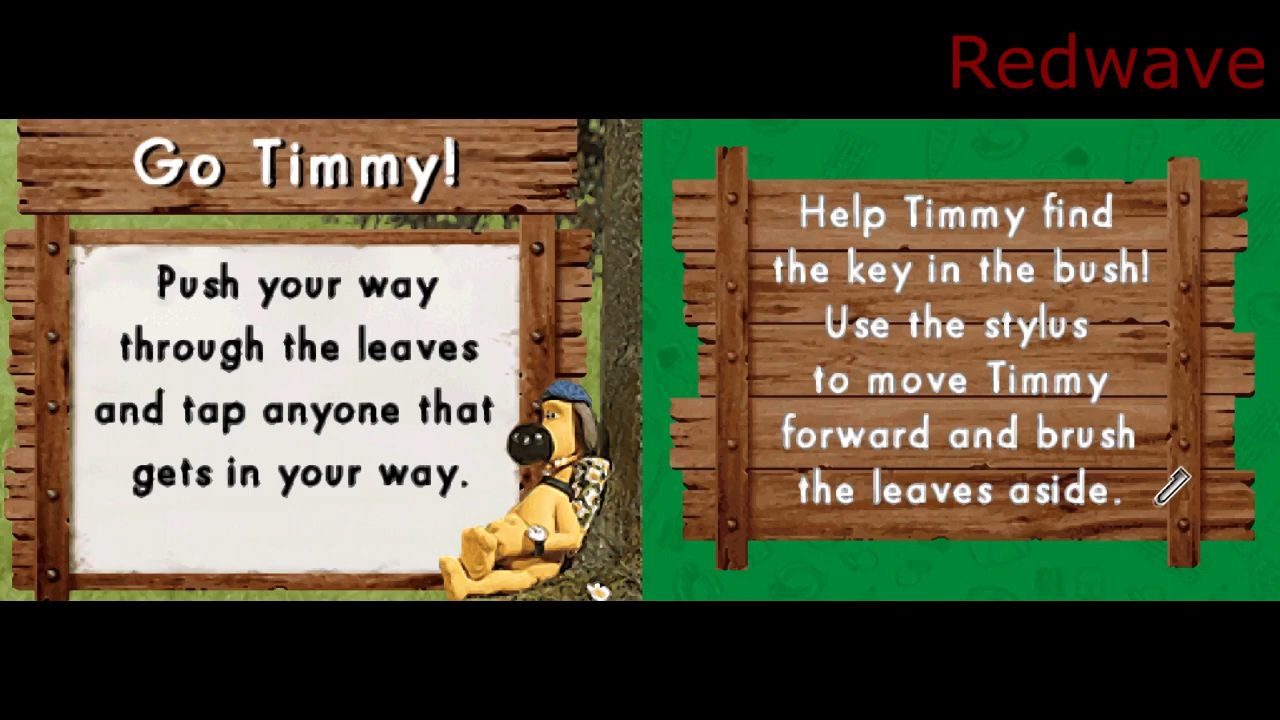 Redwave
Go Timmy!
Push your way
through the leaves
and tap anyone that
gets in your way.
Help Timmy find
the key in the bush!
Use the stylus
to move Timmy
forward and brush
the leaves aside.